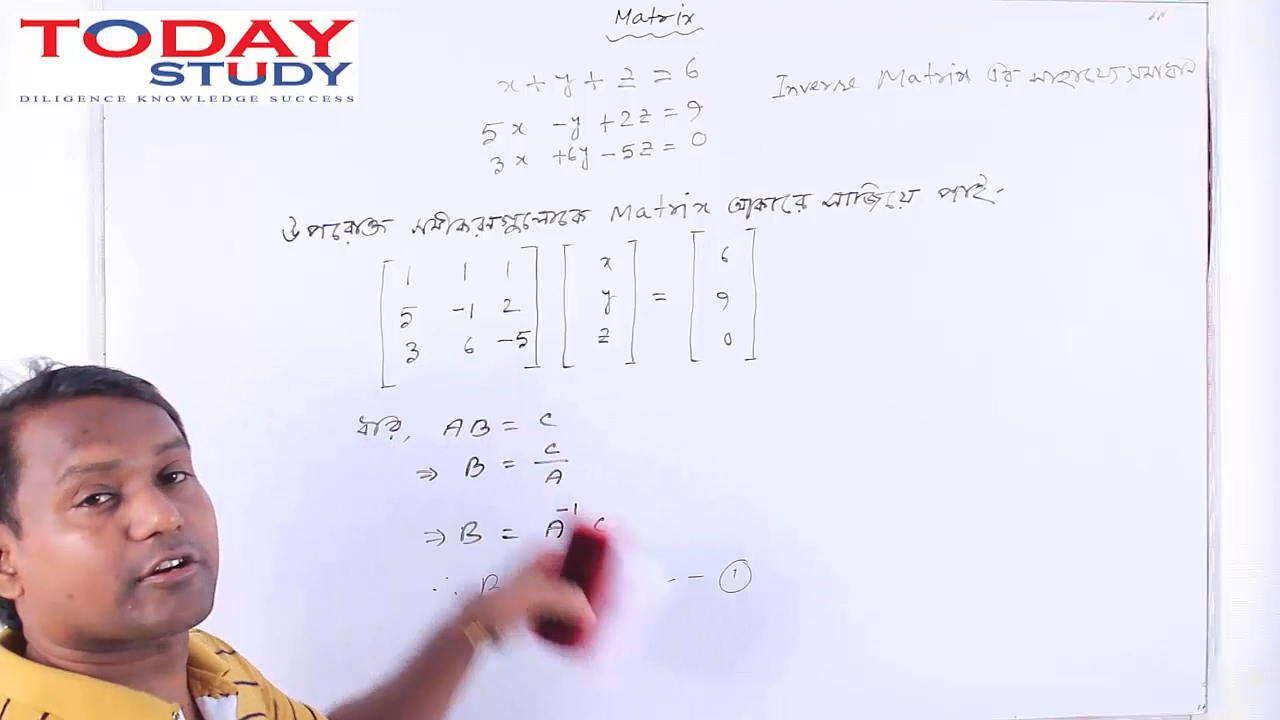 TODAY
STUDY
DILIGENCE KNOWLEDGE SUCCESS
Matrix
x + y + z = 6
Inverse Matrix এর সাহায্যে সমাধান
5x - y + 2z = 9
3x + 6y - 5z = 0
উপরোক্ত সমীকরণগুলোকে Matrix আকারে সাজিয়ে পাই-
1 1 1 x 6
5 -1 2 y = 9
3 6 -5 z 0
ধরি, AB = C
⇒ B = C/A
⇒ B = A⁻¹ C
∴ B -- ①